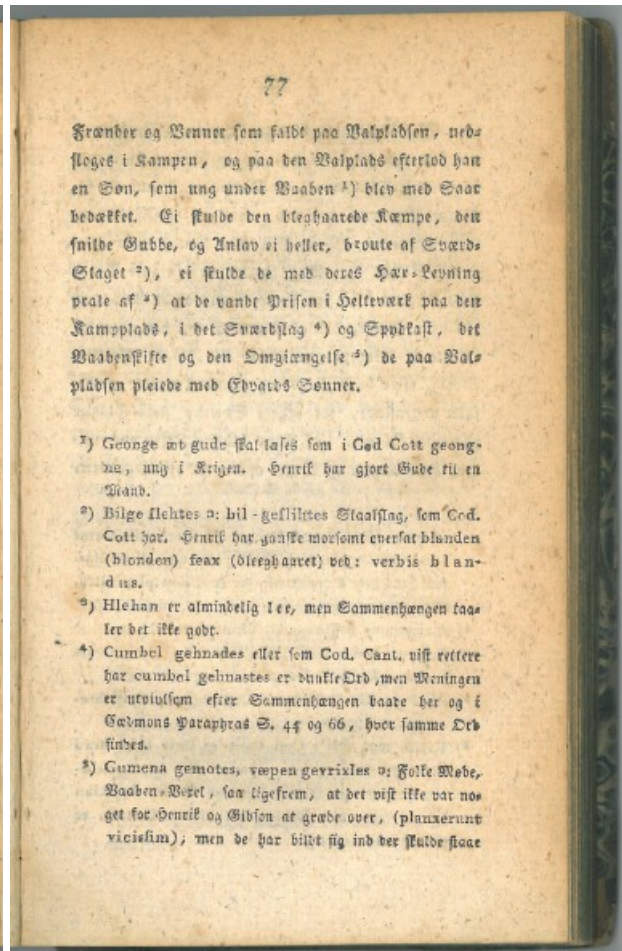 77
Frænder og Venner som faldt paa Valpladsen, ned=
sloges i Kampen, og paa den Valplads efterlod han
en Søn, som ung under Vaaben ¹) blev med Saar
bedækket. Ei skulde den bleghaarede Kæmpe, den
snilde Gubbe, og Anlav ei heller, broute af Sværd=
Slaget ²), ei skulde de med deres Hær=Levning
prale af ³) at de vandt Prisen i Helteværk paa den
Kampplads, i det Sværdslag ⁴) og Spydkast, det
Vaabenskifte og den Omgiængelse ⁵) de paa Val=
pladsen pleiede med Edvards Sønner.
¹) Geonge æt gude skal læses som i Cod Cott geong-
ne, ung i Krigen. Henrik har gjort Gude til en
Mand.
²) Bilge slehtes ɔ: bil-geslihtes Staalslag, som Cod.
Cott har. Henrik har ganske morsomt oversat blanden
(blonden) feax (bleeghaaret) ved: verbis blan-
dus.
³) Hlehan er almindelig lee, men Sammenhængen taa=
ler det ikke godt.
⁴) Cumbel gehnades eller som Cod. Cant. vist rettere
har cumbel gehnastes er dunkle Ord, men Meningen
er utvivlsom efter Sammenhængen baade her og i
Cædmons Paraphras S. 44 og 66, hvor samme Ord
findes.
⁵) Gumena gemotes, wæpen gevrixles ɔ: Folke Møde,
Vaaben=Vexel, saa ligefrem, at det vist ikke var no=
get for Henrik og Gibson at græde over, (planxerunt
vicissim); men de har bildt sig ind der skulde staae